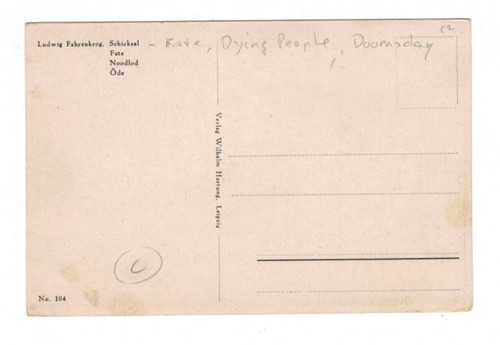 Ludwig Fahrenkrog. Schicksal - Fate, Dying People, Doomsday
Fate
Noodlod
Öde
Verlag Wilhelm Hartung, Leipzig
C
No. 104